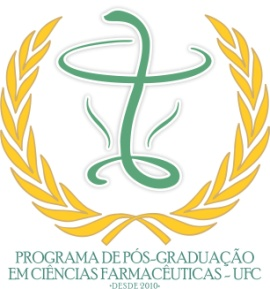 PROGRAMA DE PÓS-GRADUAÇÃO
EM CIÊNCIAS FARMACÊUTICAS - UFC
•DESDE 2010•